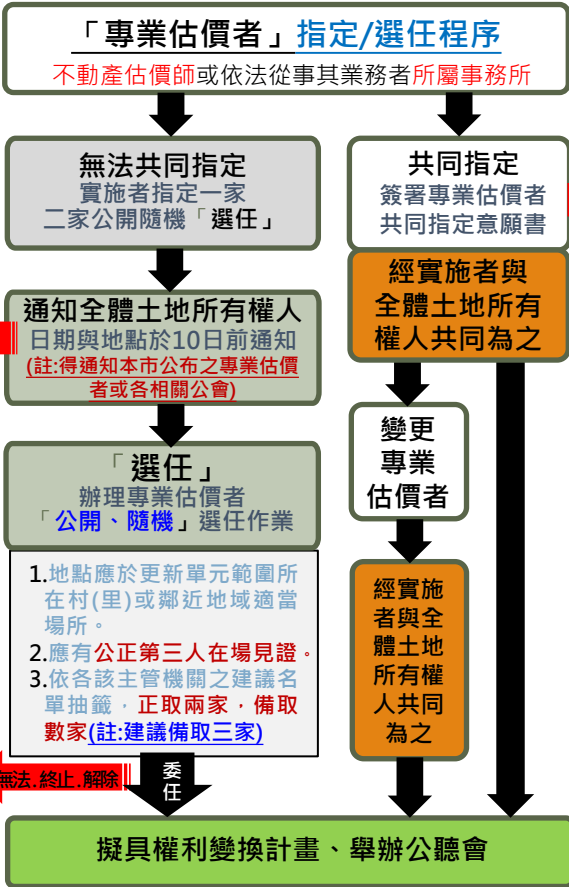 「專業估價者」指定/選任程序
不動產估價師或依法從事其業務者所屬事務所
無法共同指定
實施者指定一家
二家公開隨機「選任」
通知全體土地所有權人
日期與地點於10日前通知
(註:得通知本市公布之專業估價
者或各相關公會)
「選任」
辦理專業估價者
「公開、隨機」選任作業
1.地點應於更新單元範圍所
在村(里)或鄰近地域適當
場所。
2.應有公正第三人在場見證。
3.依各該主管機關之建議名
單抽籤，正取兩家，備取
數家(註:建議備取三家)
無法.終止.解除
委
任
共同指定
簽署專業估價者
共同指定意願書
經實施者與
全體土地所有
權人共同為之
變更
專業
估價者
經實施
者與全
體土地
所有權
人共同
為之
擬具權利變換計畫、舉辦公聽會